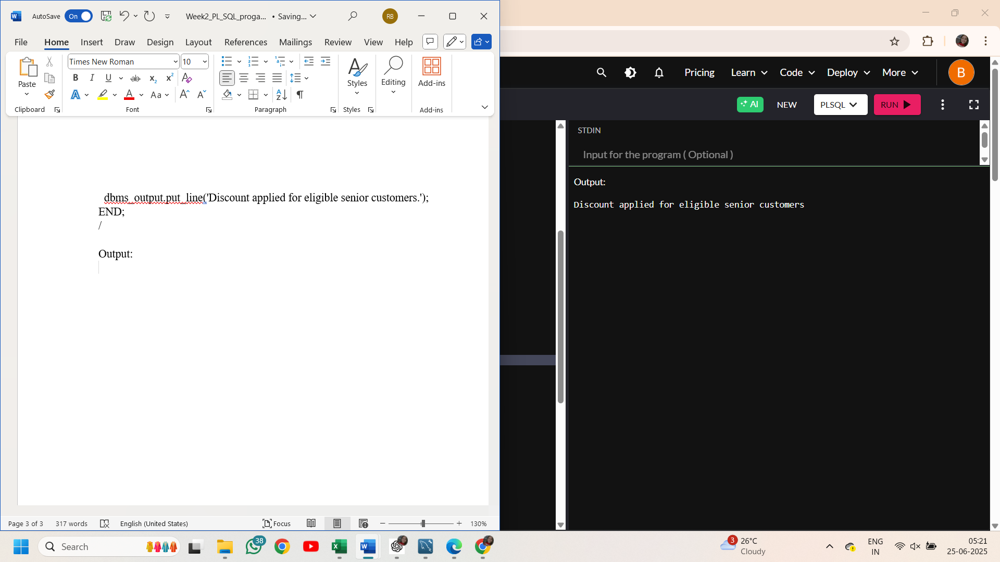 AutoSave On Week2_PL_SQL_proga... • Saving... RB
File Home Insert Draw Design Layout References Mailings Review View Help
Times New Roman 10
Paste
Styles
Editing
Add-ins
Clipboard Font Paragraph Styles Add-ins
dbms_output.put_line('Discount applied for eligible senior customers.');
END;
/
Output:
Page 3 of 3 317 words English (United States) Focus 130%
Pricing Learn Code Deploy More B
AI NEW PLSQL RUN
STDIN
Input for the program ( Optional )
Output:
Discount applied for eligible senior customers
Search 38
3 26°C
Cloudy
ENG
IN
05:21
25-06-2025